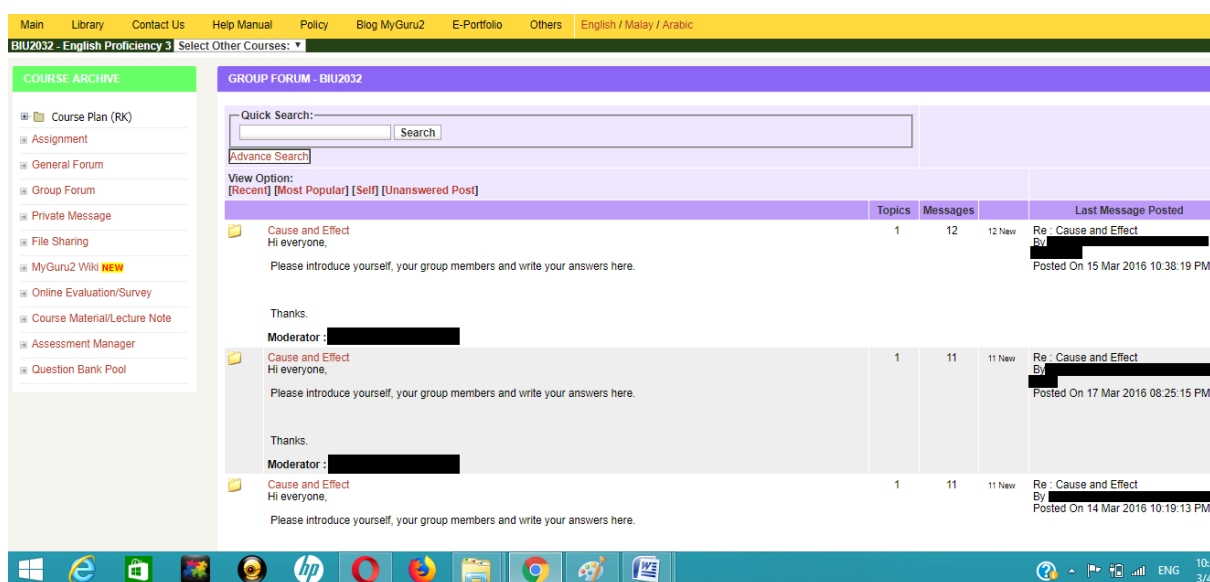 Main Library Contact Us Help Manual Policy Blog MyGuru2 E-Portfolio Others English / Malay / Arabic
BIU2032 - English Proficiency 3 Select Other Courses:
COURSE ARCHIVE
Course Plan (RK)
Assignment
General Forum
Group Forum
Private Message
File Sharing
MyGuru2 Wiki NEW
Online Evaluation/Survey
Course Material/Lecture Note
Assessment Manager
Question Bank Pool
GROUP FORUM - BIU2032
Quick Search:
Search
Advance Search
View Option:
[Recent] [Most Popular] [Self] [Unanswered Post]
Topics Messages Last Message Posted
Cause and Effect 1 12 12 New Re : Cause and Effect
Hi everyone, By
Please introduce yourself, your group members and write your answers here. Posted On 15 Mar 2016 10:38:19 PM
Thanks.
Moderator :
Cause and Effect 1 11 11 New Re : Cause and Effect
Hi everyone, By
Please introduce yourself, your group members and write your answers here. Posted On 17 Mar 2016 08:25:15 PM
Thanks.
Moderator :
Cause and Effect 1 11 11 New Re : Cause and Effect
Hi everyone, By
Posted On 14 Mar 2016 10:19:13 PM
Please introduce yourself, your group members and write your answers here.
hp
ENG